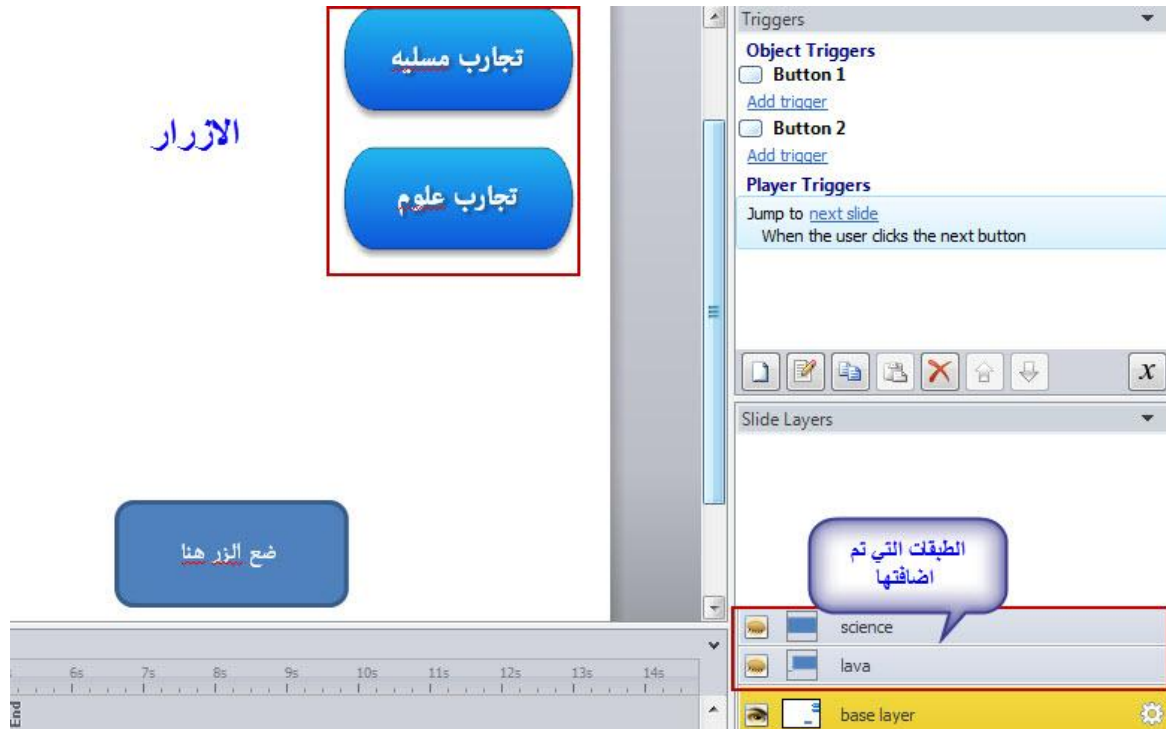 تجارب مسليه
الازرار
تجارب علوم
ضع الزر هنا
Triggers
Object Triggers
Button 1
Add trigger
Button 2
Add trigger
Player Triggers
Jump to next slide
When the user clicks the next button
x
Slide Layers
الطبقات التي تم
اضافتها
science
lava
base layer
6s 7s 8s 9s 10s 11s 12s 13s 14s
End